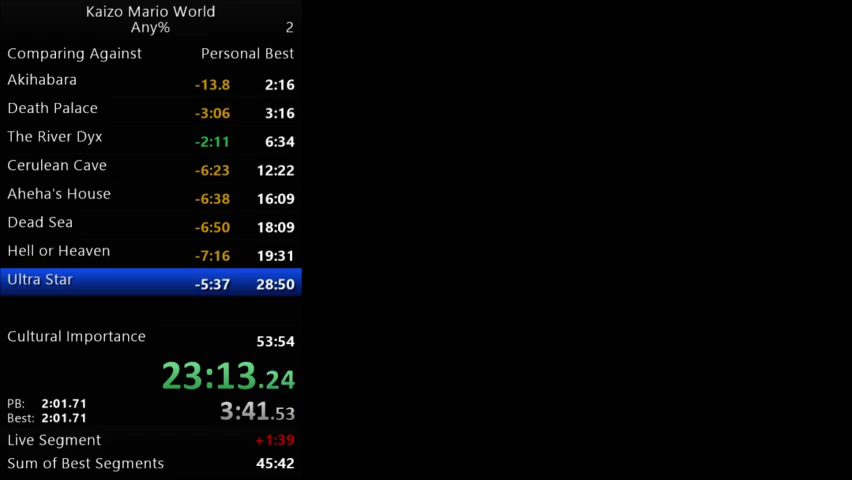 Kaizo Mario World
Any% 2
Comparing Against Personal Best
Akihabara -13.8 2:16
Death Palace -3:06 3:16
The River Dyx -2:11 6:34
Cerulean Cave -6:23 12:22
Aheha's House -6:38 16:09
Dead Sea -6:50 18:09
Hell or Heaven -7:16 19:31
Ultra Star -5:37 28:50
Cultural Importance 53:54
23:13.24
PB: 2:01.71 3:41.53
Best: 2:01.71
Live Segment +1:39
Sum of Best Segments 45:42